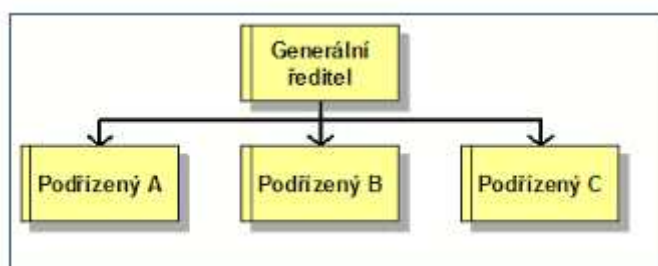 Generální
ředitel
Podřízený A
Podřízený B
Podřízený C